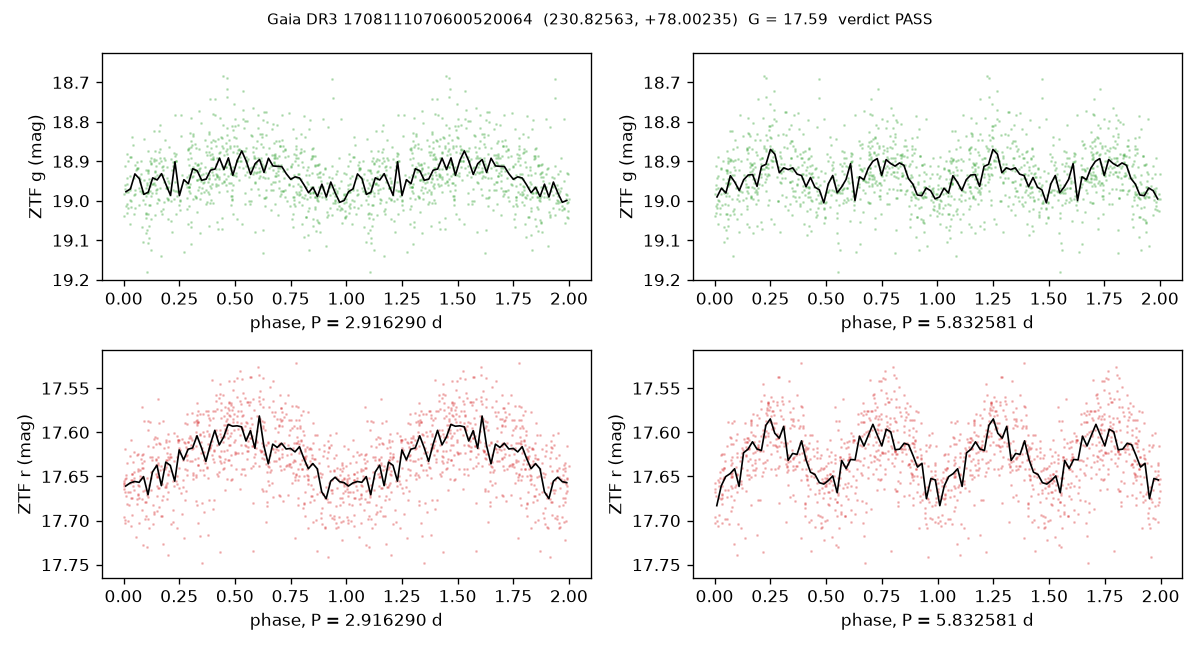 Gaia DR3 1708111070600520064 (230.82563, +78.00235) G = 17.59 verdict PASS
ZTF g (mag)
18.7
18.8
18.9
19.0
19.1
19.2
0.00 0.25 0.50 0.75 1.00 1.25 1.50 1.75 2.00
phase, P = 2.916290 d
ZTF g (mag)
18.7
18.8
18.9
19.0
19.1
19.2
0.00 0.25 0.50 0.75 1.00 1.25 1.50 1.75 2.00
phase, P = 5.832581 d
ZTF r (mag)
17.55
17.60
17.65
17.70
17.75
0.00 0.25 0.50 0.75 1.00 1.25 1.50 1.75 2.00
phase, P = 2.916290 d
ZTF r (mag)
17.55
17.60
17.65
17.70
17.75
0.00 0.25 0.50 0.75 1.00 1.25 1.50 1.75 2.00
phase, P = 5.832581 d